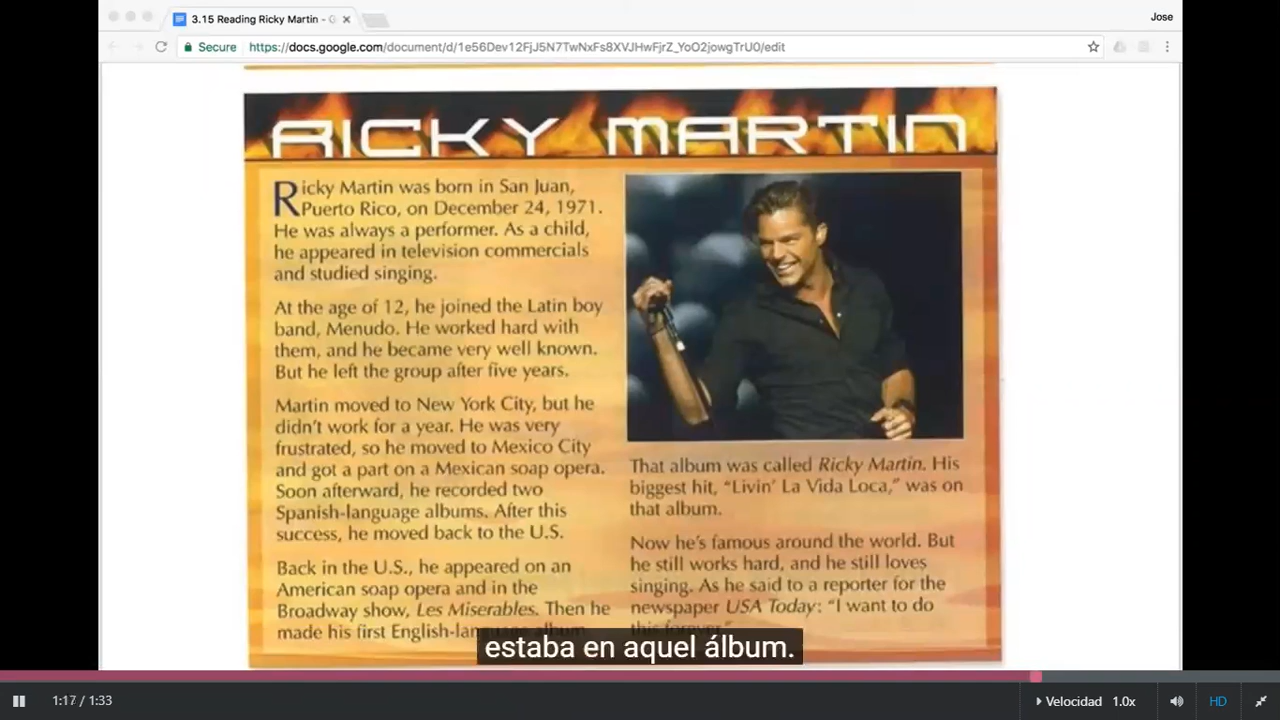 3.15 Reading Ricky Martin - G
Jose
Secure
https://docs.google.com/document/d/1e56Dev12FjJ5N7TwNxFs8XVJHwFjrZ_YoO2jowgTrU0/edit
RICKY MARTIN
Ricky Martin was born in San Juan,
Puerto Rico, on December 24, 1971.
He was always a performer. As a child,
he appeared in television commercials
and studied singing.
At the age of 12, he joined the Latin boy
band, Menudo. He worked hard with
them, and he became very well known.
But he left the group after five years.
Martin moved to New York City, but he
didn't work for a year. He was very
frustrated, so he moved to Mexico City
and got a part on a Mexican soap opera.
Soon afterward, he recorded two
Spanish-language albums. After this
success, he moved back to the U.S.
Back in the U.S., he appeared on an
American soap opera and in the
Broadway show, Les Miserables. Then he
made his first English-language album.
That album was called Ricky Martin. His
biggest hit, "Livin' La Vida Loca," was on
that album.
Now he's famous around the world. But
he still works hard, and he still loves
singing. As he said to a reporter for the
newspaper USA Today: "I want to do
this forever."
estaba en aquel álbum.
1:17 / 1:33
Velocidad 1.0x
HD